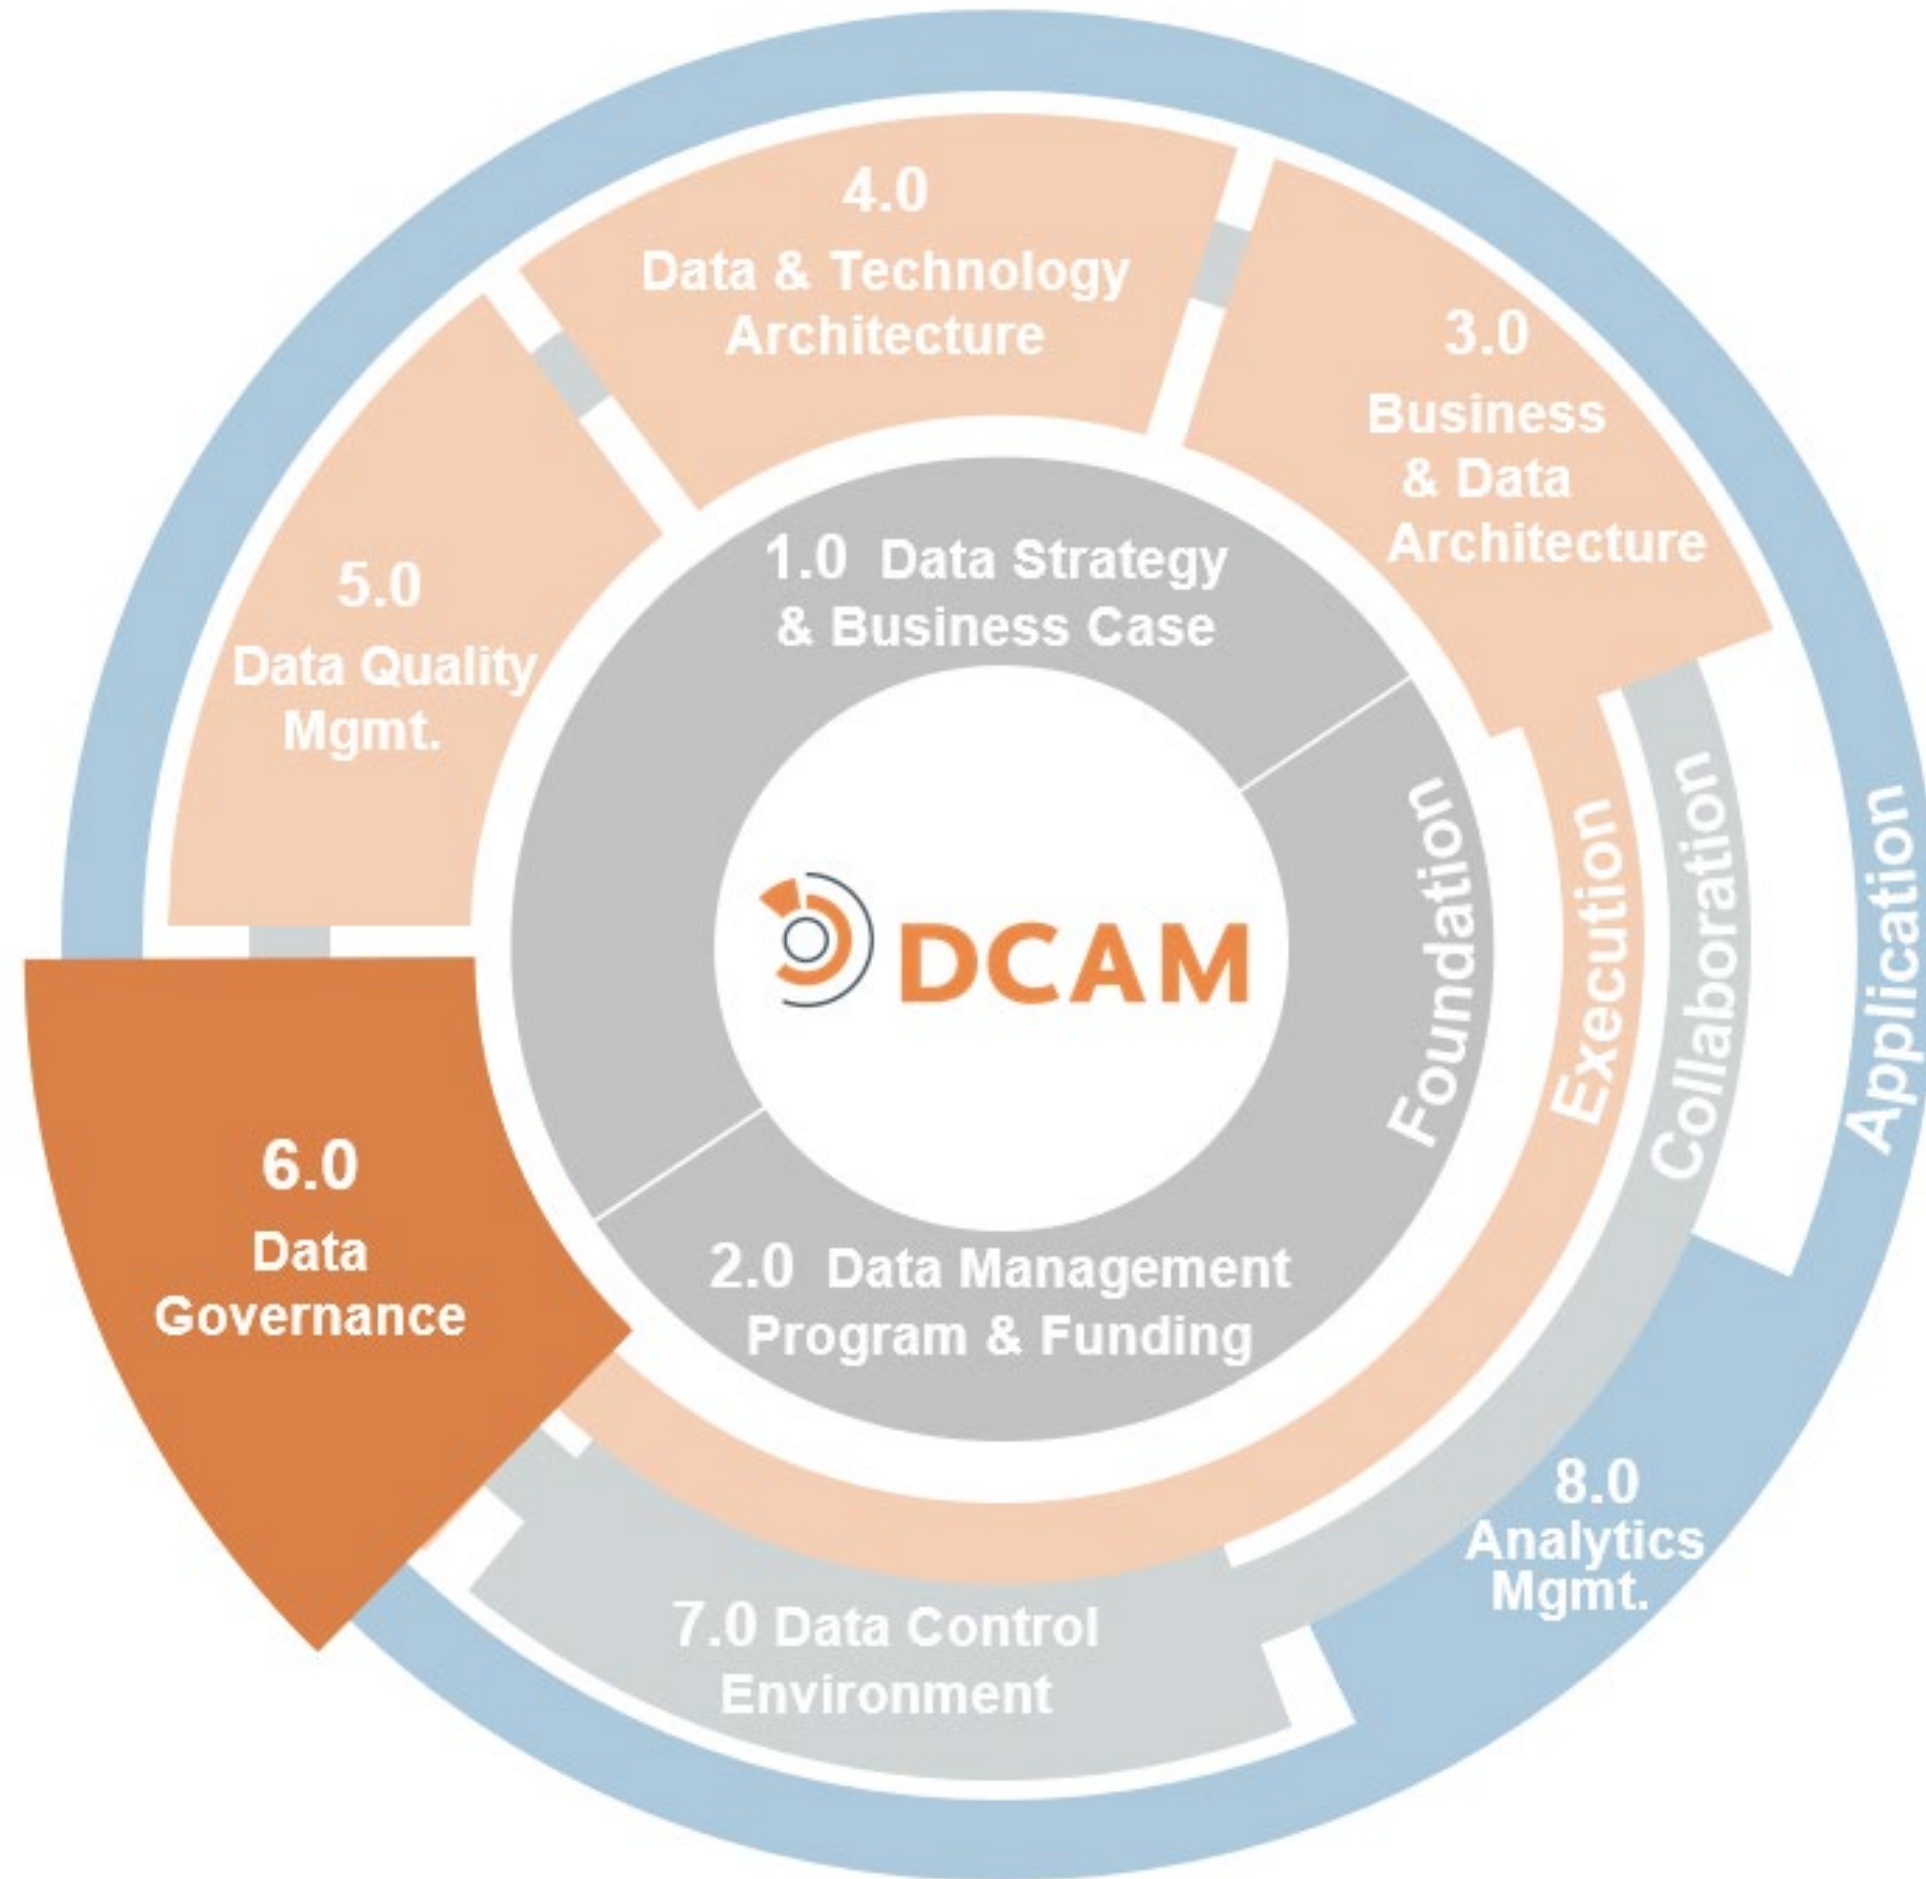 4.0
Data & Technology
Architecture
3.0
Business
& Data
Architecture
5.0
Data Quality
Mgmt.
1.0 Data Strategy
& Business Case
DCAM
Foundation
Execution
Collaboration
Application
6.0
Data
Governance
2.0 Data Management
Program & Funding
8.0
Analytics
Mgmt.
7.0 Data Control
Environment